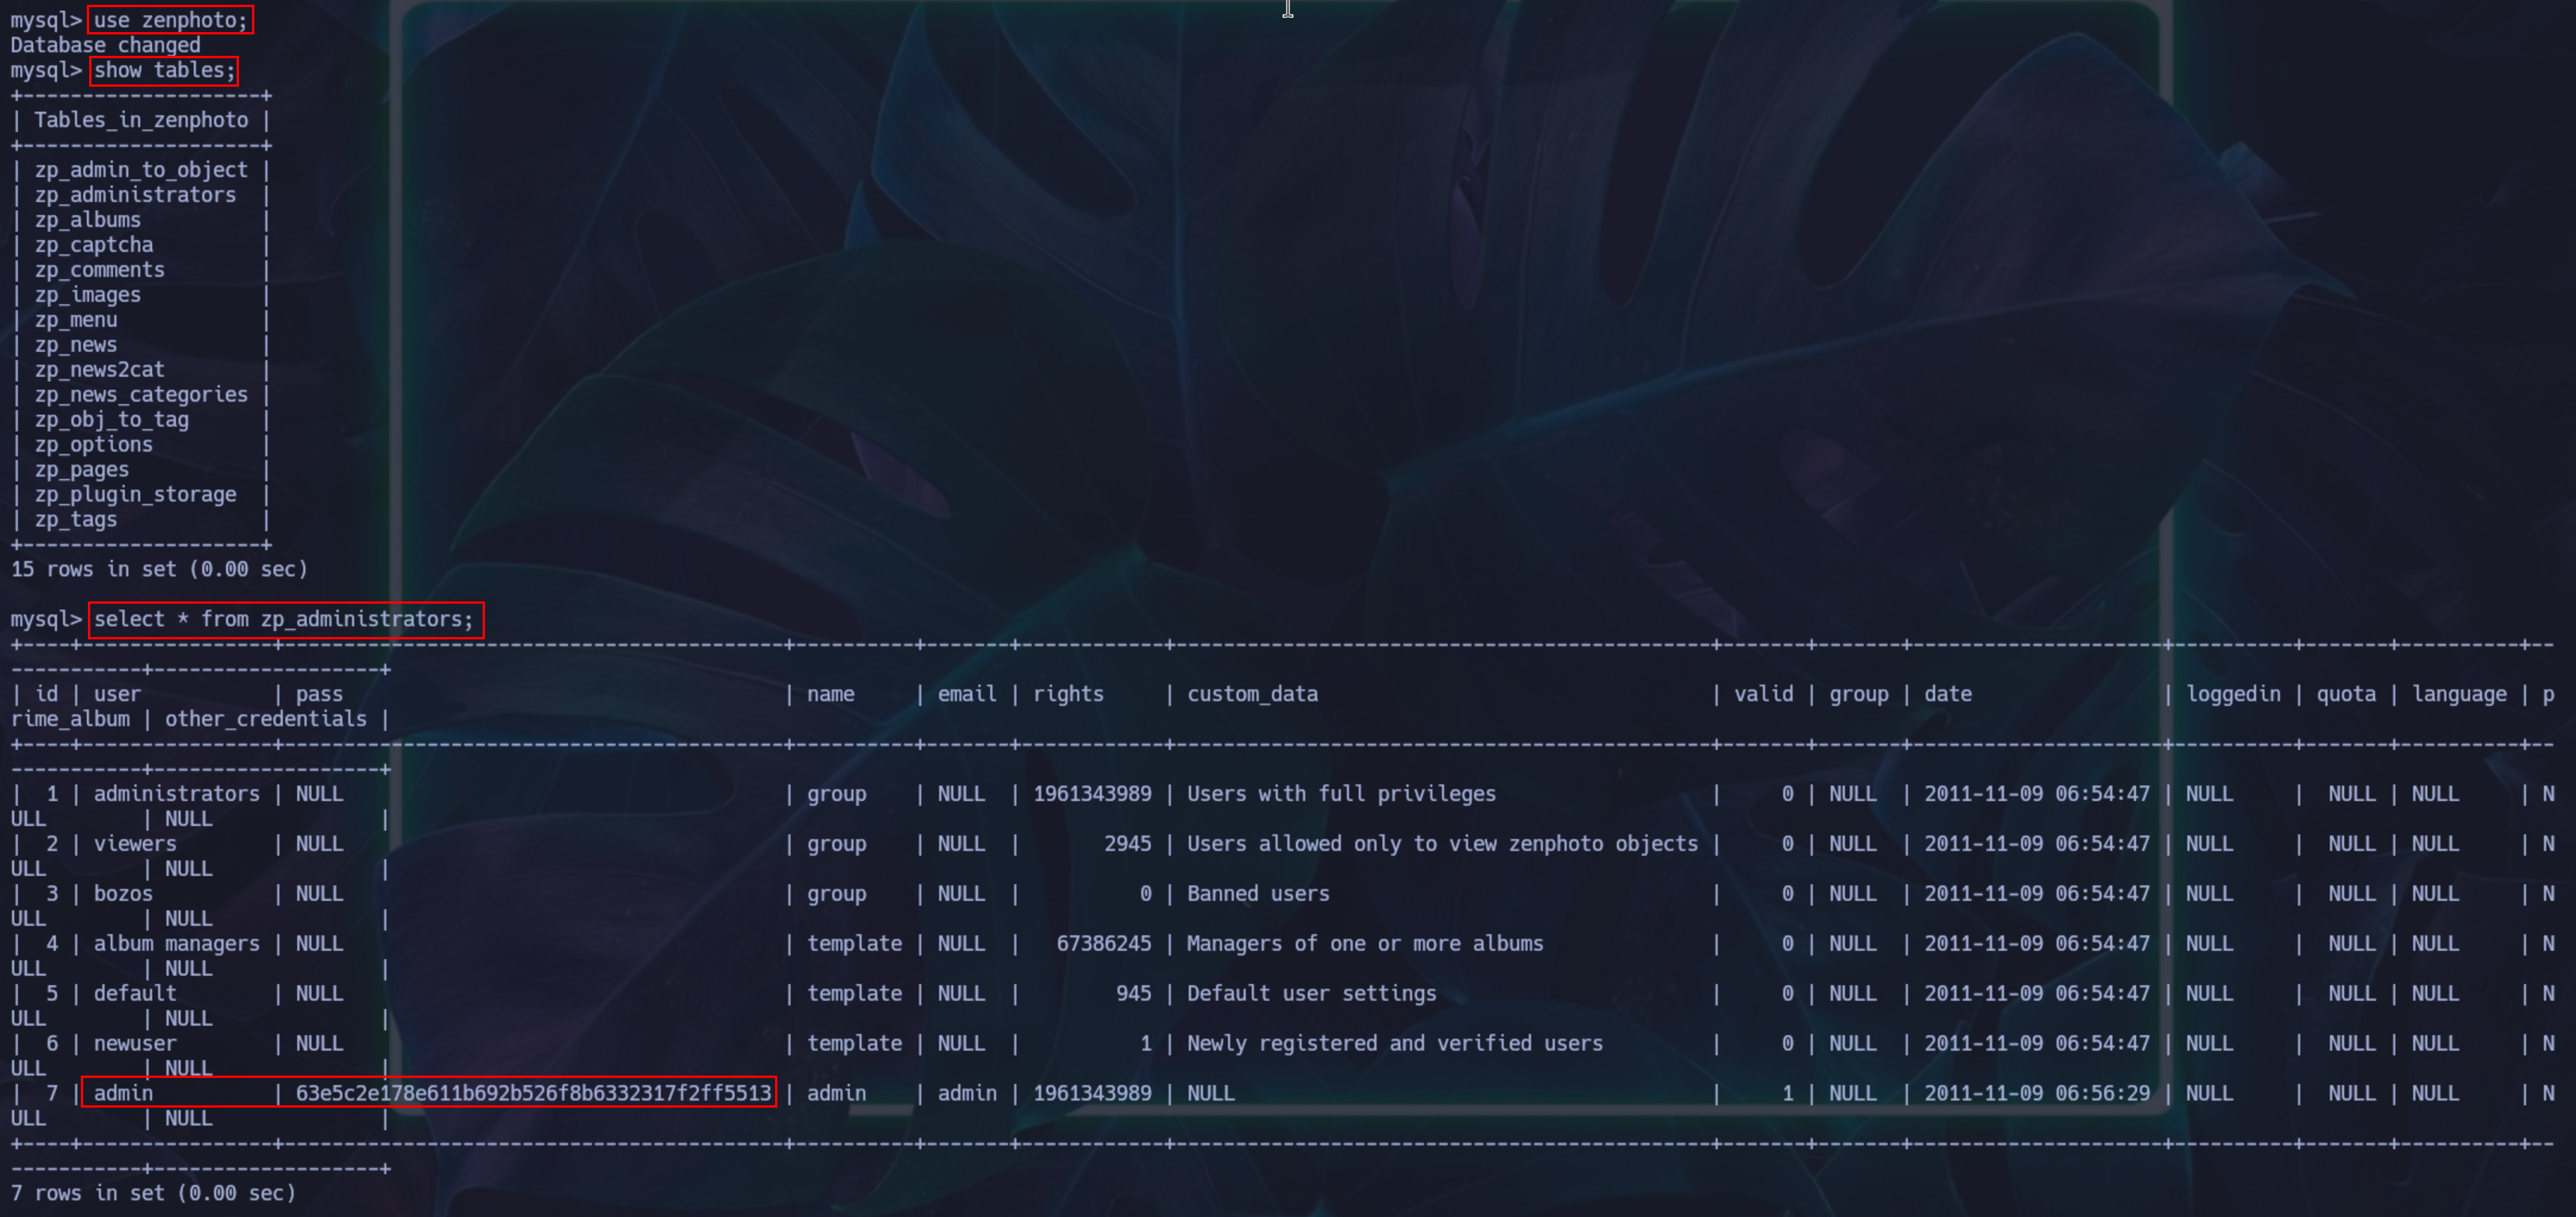 mysql> use zenphoto;
Database changed
mysql> show tables;
+--------------------+
| Tables_in_zenphoto |
+--------------------+
| zp_admin_to_object |
| zp_administrators  |
| zp_albums          |
| zp_captcha         |
| zp_comments        |
| zp_images          |
| zp_menu            |
| zp_news            |
| zp_news2cat        |
| zp_news_categories |
| zp_obj_to_tag      |
| zp_options         |
| zp_pages           |
| zp_plugin_storage  |
| zp_tags            |
+--------------------+
15 rows in set (0.00 sec)
mysql> select * from zp_administrators;
+----+----------------+------------------------------------------+----------+-------+------------+---------------------------------------------+-------+-------+---------------------+----------+-------+----------+--
-----------+-------------------+
| id | user           | pass                                     | name     | email | rights     | custom_data                                 | valid | group | date                | loggedin | quota | language | p
rime_album | other_credentials |
+----+----------------+------------------------------------------+----------+-------+------------+---------------------------------------------+-------+-------+---------------------+----------+-------+----------+--
-----------+-------------------+
|  1 | administrators | NULL                                     | group    | NULL  | 1961343989 | Users with full privileges                  |     0 | NULL  | 2011-11-09 06:54:47 | NULL     |  NULL | NULL     | N
ULL        | NULL              |
|  2 | viewers        | NULL                                     | group    | NULL  |       2945 | Users allowed only to view zenphoto objects |     0 | NULL  | 2011-11-09 06:54:47 | NULL     |  NULL | NULL     | N
ULL        | NULL              |
|  3 | bozos          | NULL                                     | group    | NULL  |          0 | Banned users                                |     0 | NULL  | 2011-11-09 06:54:47 | NULL     |  NULL | NULL     | N
ULL        | NULL              |
|  4 | album managers | NULL                                     | template | NULL  |   67386245 | Managers of one or more albums              |     0 | NULL  | 2011-11-09 06:54:47 | NULL     |  NULL | NULL     | N
ULL        | NULL              |
|  5 | default        | NULL                                     | template | NULL  |        945 | Default user settings                       |     0 | NULL  | 2011-11-09 06:54:47 | NULL     |  NULL | NULL     | N
ULL        | NULL              |
|  6 | newuser        | NULL                                     | template | NULL  |          1 | Newly registered and verified users         |     0 | NULL  | 2011-11-09 06:54:47 | NULL     |  NULL | NULL     | N
ULL        | NULL              |
|  7 | admin          | 63e5c2e178e611b692b526f8b6332317f2ff5513 | admin    | admin | 1961343989 | NULL                                        |     1 | NULL  | 2011-11-09 06:56:29 | NULL     |  NULL | NULL     | N
ULL        | NULL              |
+----+----------------+------------------------------------------+----------+-------+------------+---------------------------------------------+-------+-------+---------------------+----------+-------+----------+--
-----------+-------------------+
7 rows in set (0.00 sec)